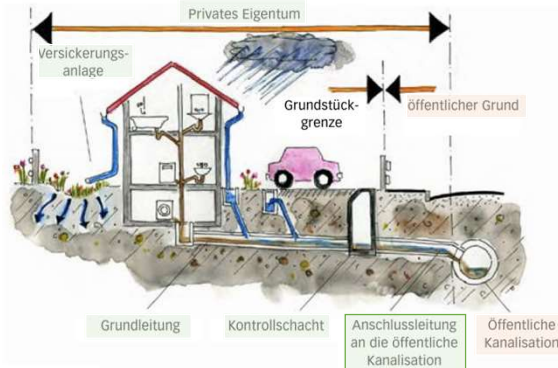 Privates Eigentum
Versickerungs-
anlage
Grundstück-
grenze
öffentlicher Grund
Grundleitung
Kontrollschacht
Anschlussleitung
an die öffentliche
Kanalisation
Öffentliche
Kanalisation